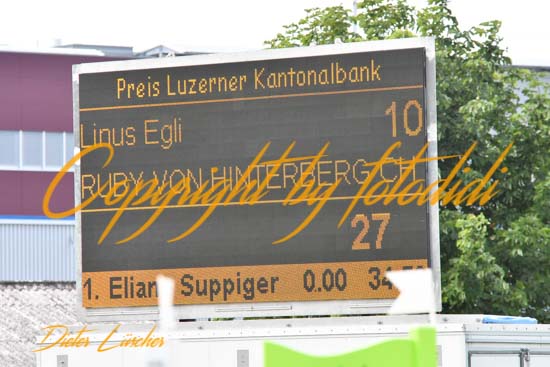 Preis Luzerner Kantonalbank
Linus Egli 10
RUBY VON HINTERBERG CH
Copyright by fotodidi
27
1. Eliane Suppiger 0.00
Dieter Lüscher